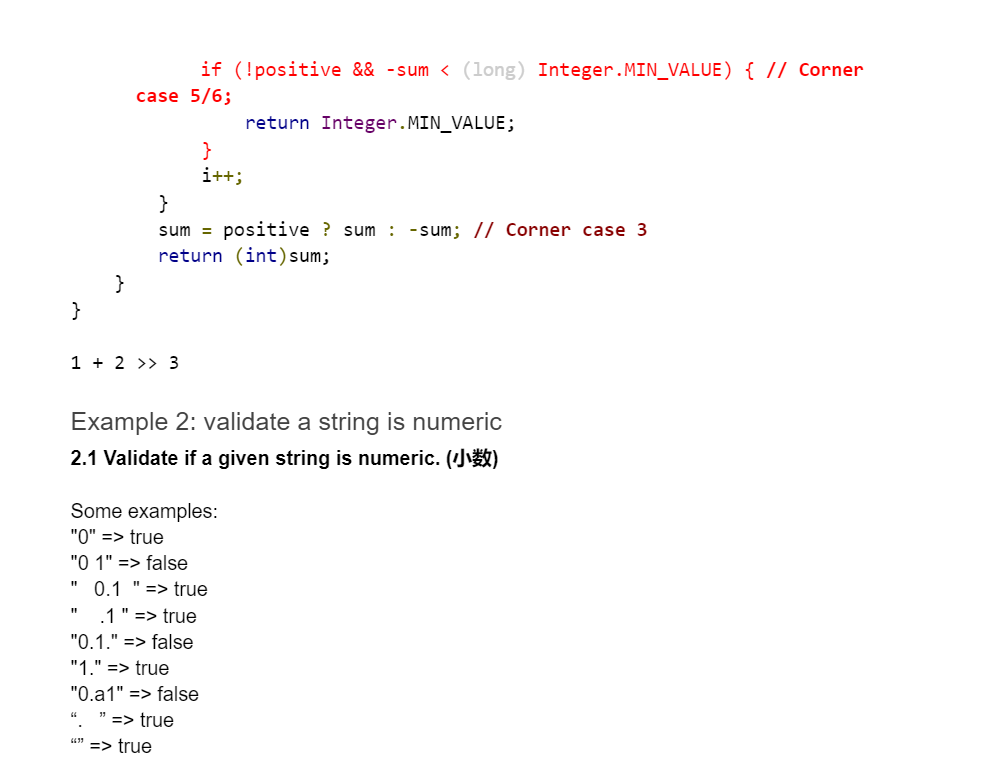 if (!positive && -sum < (long) Integer.MIN_VALUE) { // Corner
case 5/6;
return Integer.MIN_VALUE;
}
i++;
}
sum = positive ? sum : -sum; // Corner case 3
return (int)sum;
}
}
1 + 2 >> 3
Example 2: validate a string is numeric
2.1 Validate if a given string is numeric. (小数)
Some examples:
"0" => true
"0 1" => false
"   0.1  " => true
"    .1 " => true
"0.1." => false
"1." => true
"0.a1" => false
“.   ” => true
“” => true